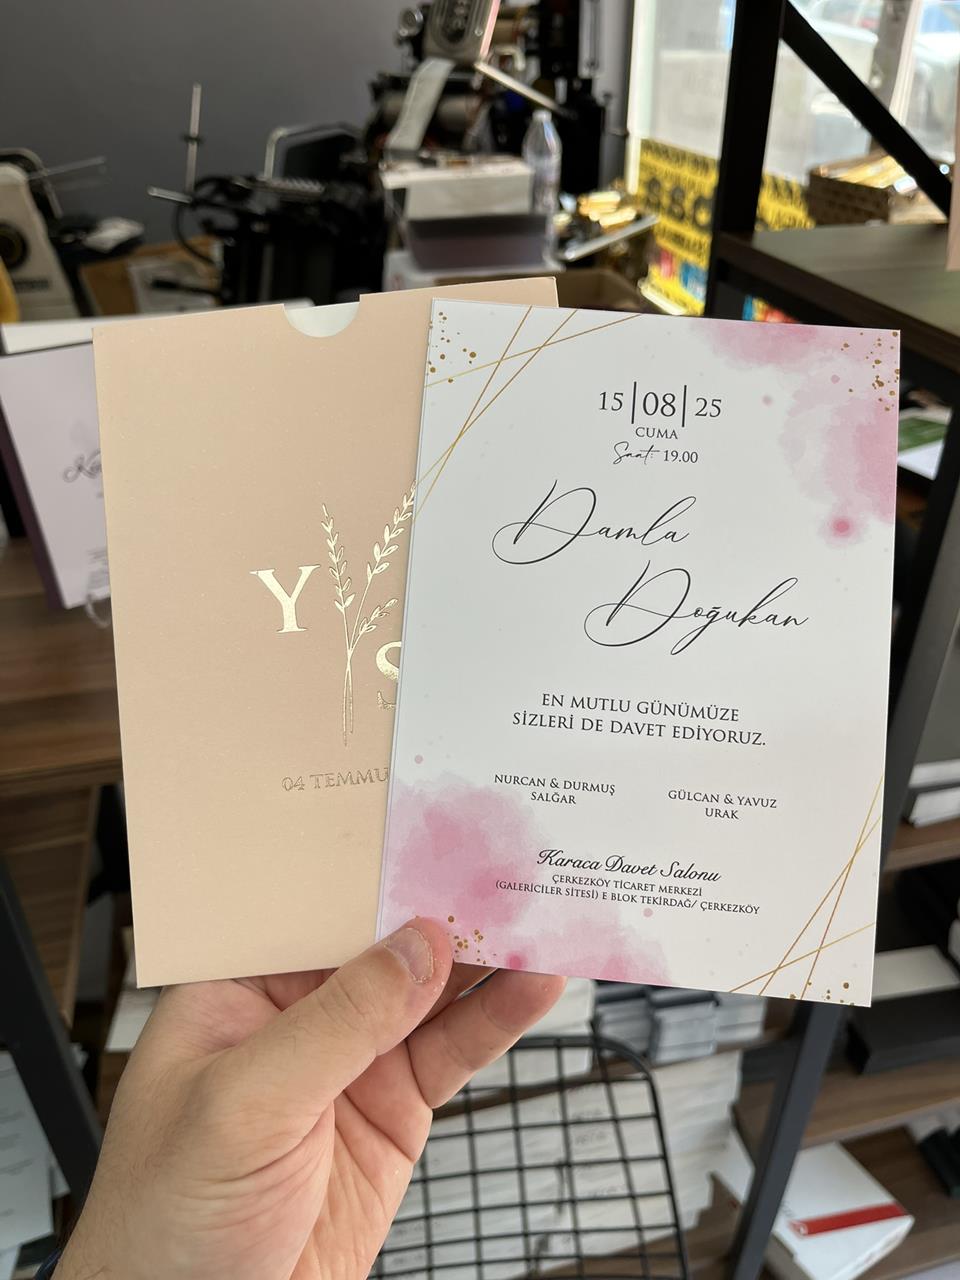 15|08|25
CUMA
Saat: 19.00
Damla
Doğukan
EN MUTLU GÜNÜMÜZE
SİZLERİ DE DAVET EDİYORUZ.
NURCAN & DURMUŞ
SALĞAR
GÜLCAN & YAVUZ
URAK
Karaca Davet Salonu
ÇERKEZKÖY TİCARET MERKEZİ
(GALERİCİLER SİTESİ) E BLOK TEKİRDAĞ/ ÇERKEZKÖY
Y
S
04 TEMMU